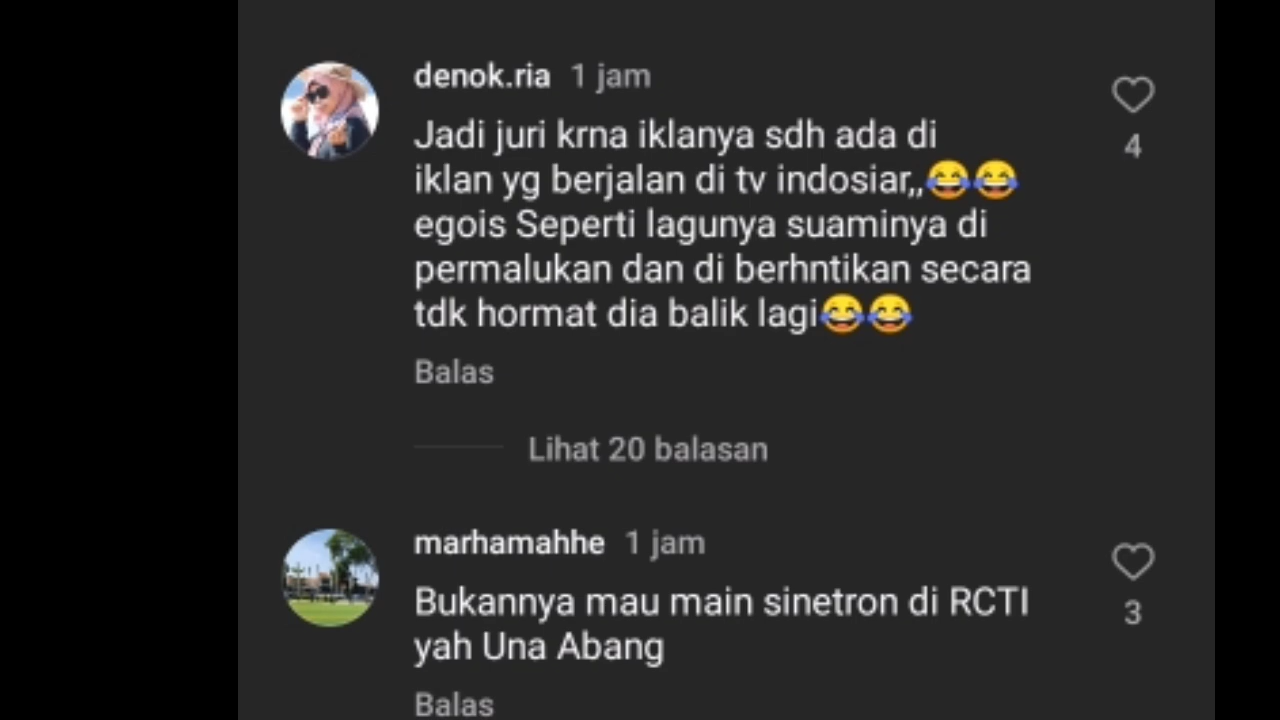 denok.ria 1 jam
Jadi juri krna iklanya sdh ada di
iklan yg berjalan di tv indosiar,,😂😂
egois Seperti lagunya suaminya di
permalukan dan di berhntikan secara
tdk hormat dia balik lagi😂😂
4
Balas
Lihat 20 balasan
marhamahhe 1 jam
Bukannya mau main sinetron di RCTI
yah Una Abang
3
Balas